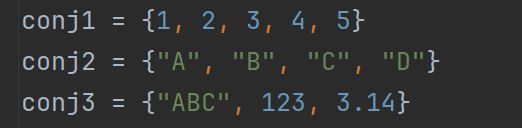 conj1 = {1, 2, 3, 4, 5}
conj2 = {"A", "B", "C", "D"}
conj3 = {"ABC", 123, 3.14}